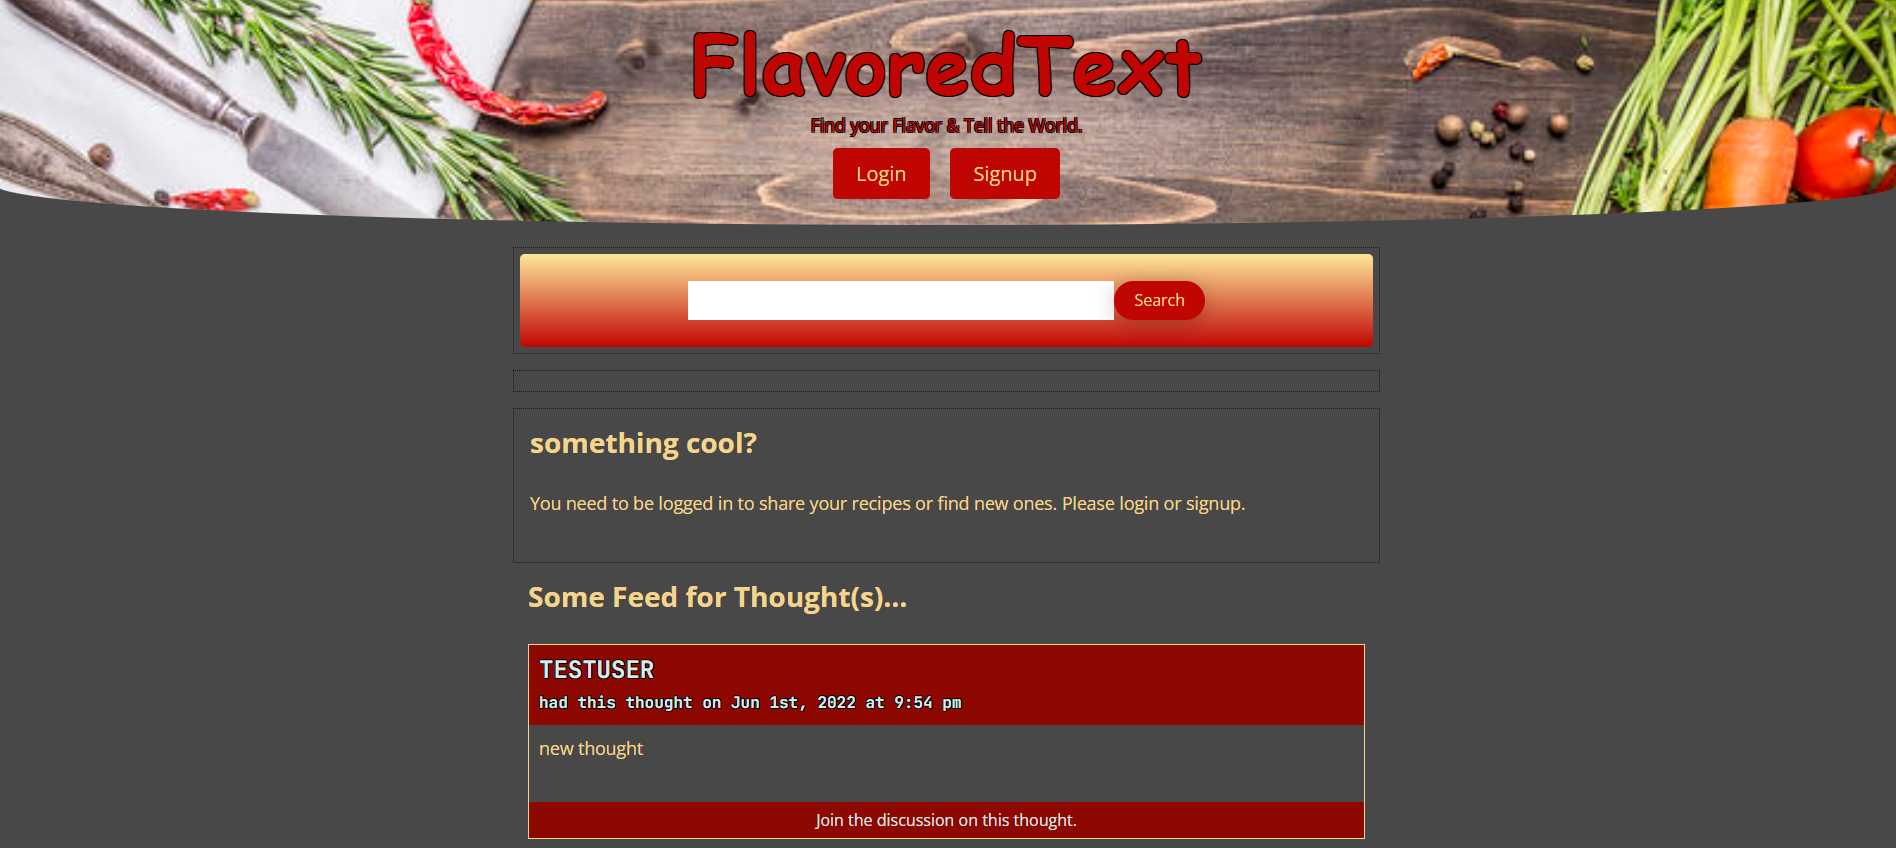 FlavoredText
Find your Flavor & Tell the World.
Login
Signup
Search
something cool?
You need to be logged in to share your recipes or find new ones. Please login or signup.
Some Feed for Thought(s)...
TESTUSER
had this thought on Jun 1st, 2022 at 9:54 pm
new thought
Join the discussion on this thought.